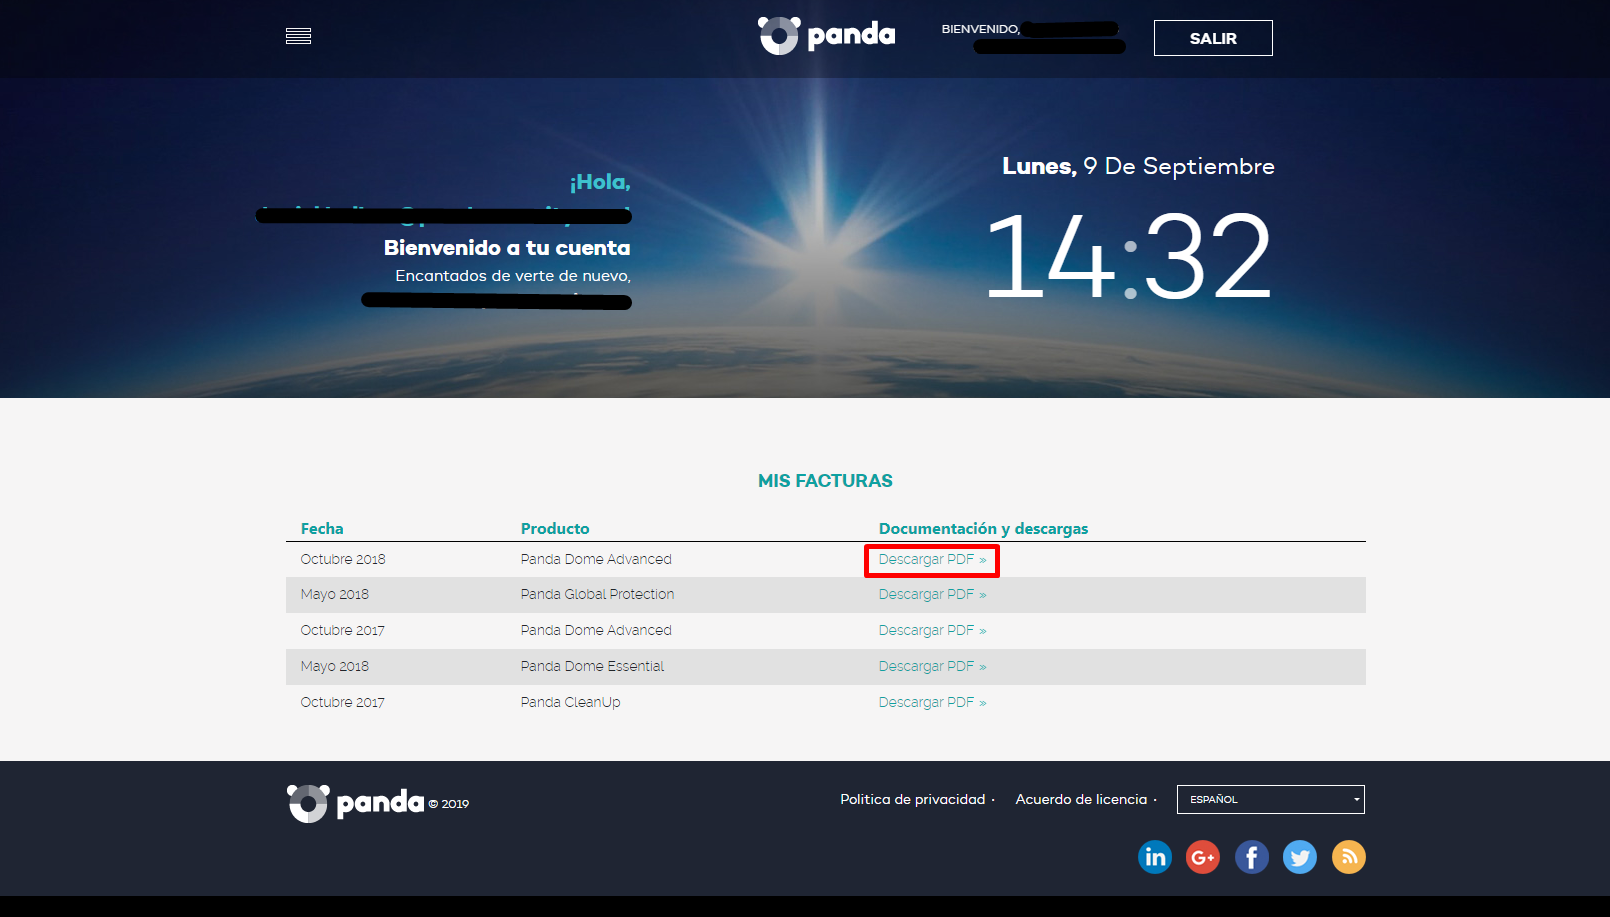 panda
BIENVENIDO,
SALIR
Lunes, 9 De Septiembre
14:32
¡Hola,
Bienvenido a tu cuenta
Encantados de verte de nuevo,
MIS FACTURAS
Fecha Producto Documentación y descargas
Octubre 2018 Panda Dome Advanced Descargar PDF »
Mayo 2018 Panda Global Protection Descargar PDF »
Octubre 2017 Panda Dome Advanced Descargar PDF »
Mayo 2018 Panda Dome Essential Descargar PDF »
Octubre 2017 Panda CleanUp Descargar PDF »
panda © 2019
Politica de privacidad · Acuerdo de licencia · ESPAÑOL
in G+ f